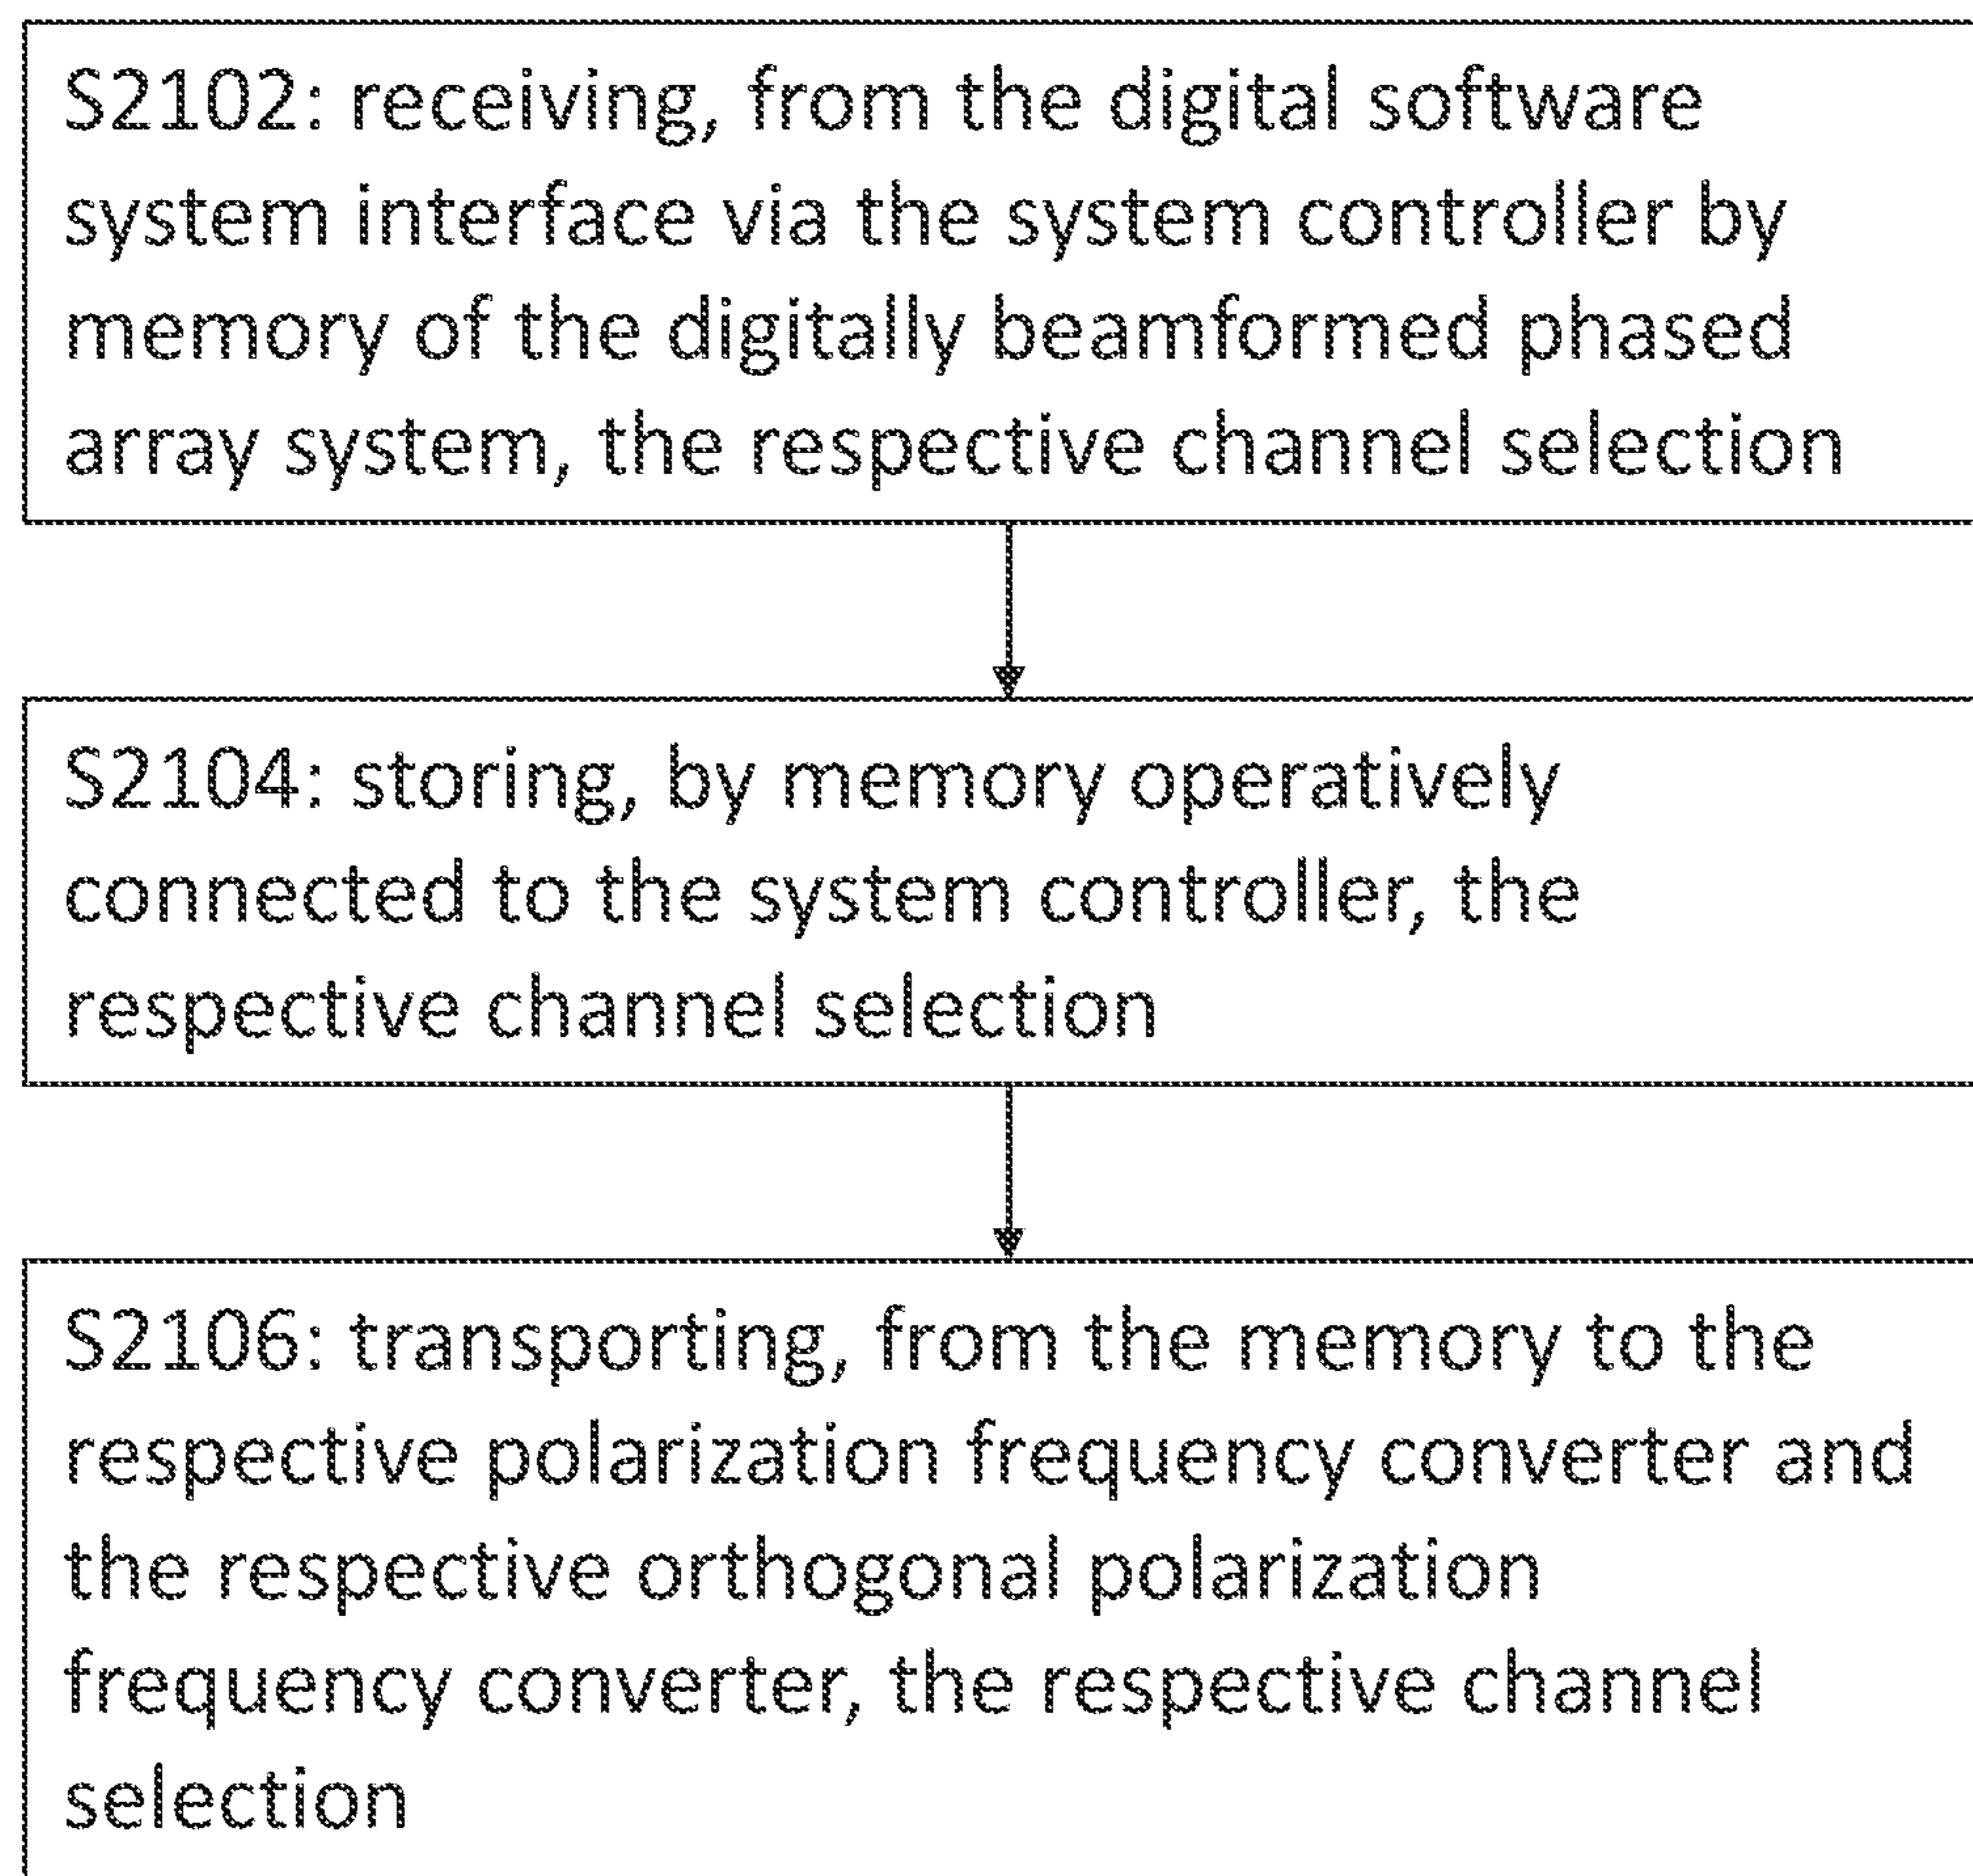 S2102: receiving, from the digital software
system interface via the system controller by
memory of the digitally beamformed phased
array system, the respective channel selection
S2104: storing, by memory operatively
connected to the system controller, the
respective channel selection
S2106: transporting, from the memory to the
respective polarization frequency converter and
the respective orthogonal polarization
frequency converter, the respective channel
selection